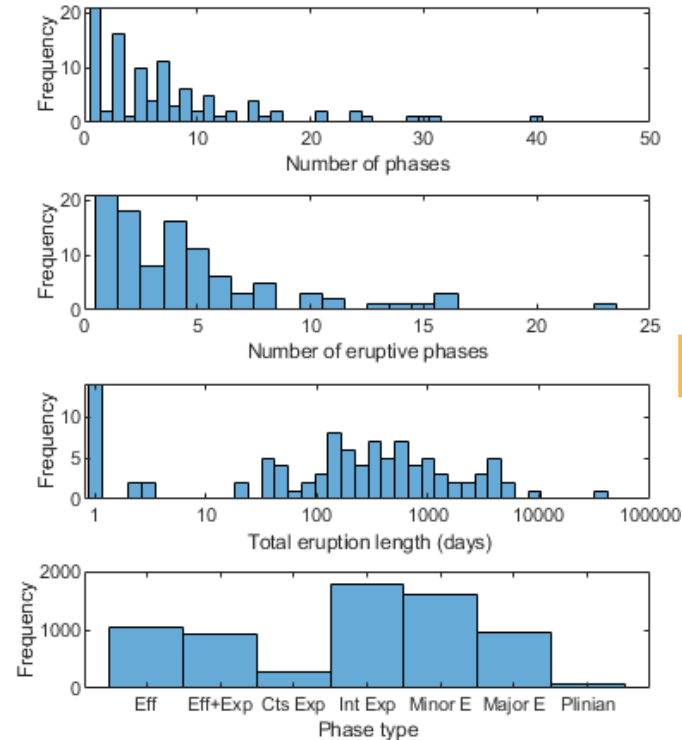 20
10
0
Frequency
0 10 20 30 40 50
Number of phases
20
10
0
Frequency
0 5 10 15 20 25
Number of eruptive phases
10
5
0
Frequency
1 10 100 1000 10000 100000
Total eruption length (days)
2000
1000
0
Frequency
Eff Eff+Exp Cts Exp Int Exp Minor E Major E Plinian
Phase type